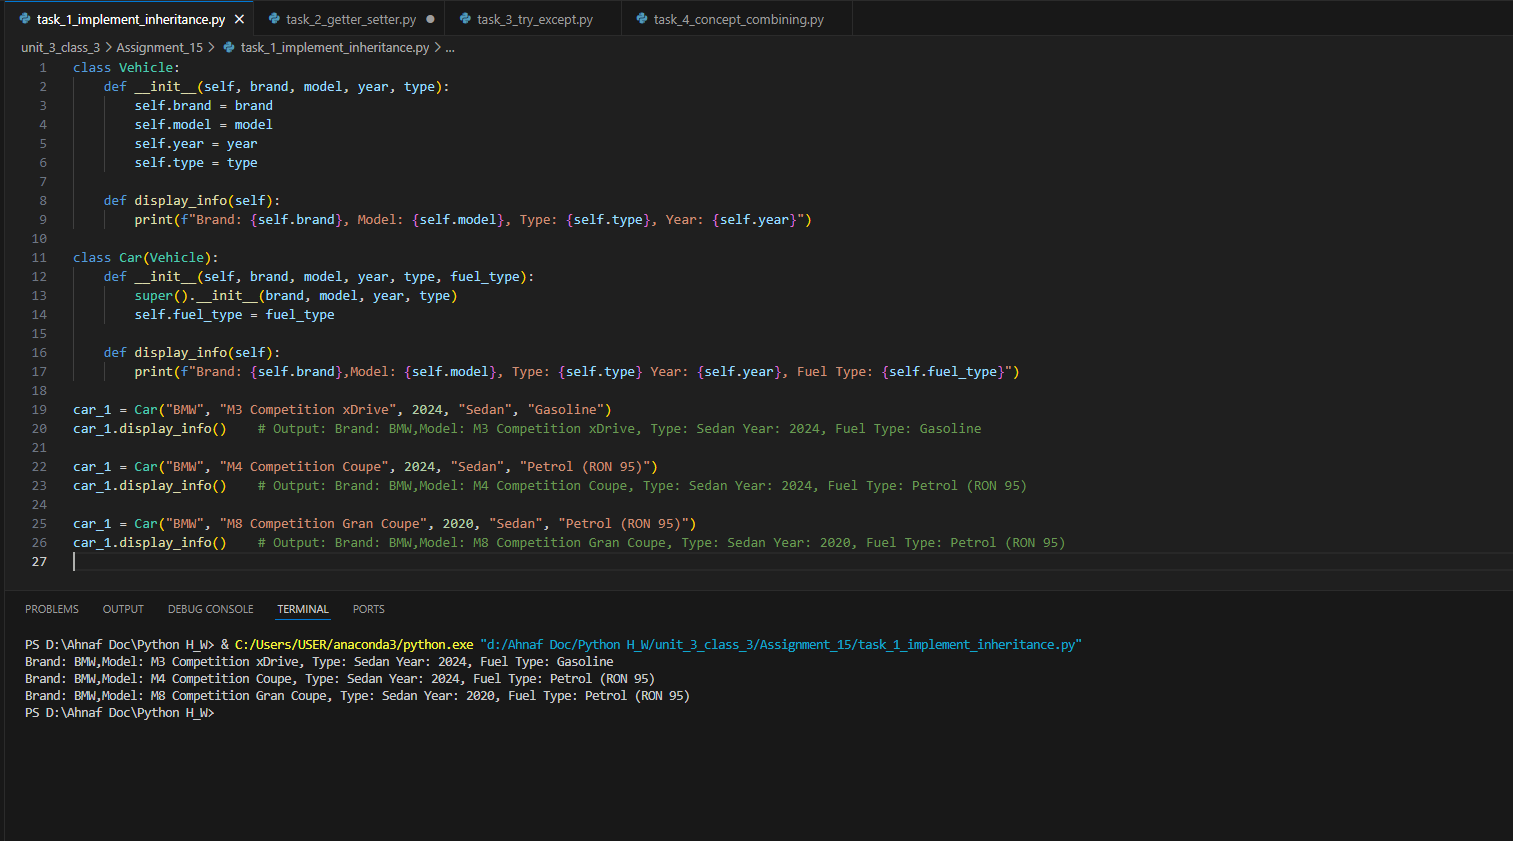 task_1_implement_inheritance.py × task_2_getter_setter.py ● task_3_try_except.py task_4_concept_combining.py
unit_3_class_3 > Assignment_15 > task_1_implement_inheritance.py > ...
1 class Vehicle:
2     def __init__(self, brand, model, year, type):
3         self.brand = brand
4         self.model = model
5         self.year = year
6         self.type = type
7
8     def display_info(self):
9         print(f"Brand: {self.brand}, Model: {self.model}, Type: {self.type}, Year: {self.year}")
10
11 class Car(Vehicle):
12     def __init__(self, brand, model, year, type, fuel_type):
13         super().__init__(brand, model, year, type)
14         self.fuel_type = fuel_type
15
16     def display_info(self):
17         print(f"Brand: {self.brand},Model: {self.model}, Type: {self.type} Year: {self.year}, Fuel Type: {self.fuel_type}")
18
19 car_1 = Car("BMW", "M3 Competition xDrive", 2024, "Sedan", "Gasoline")
20 car_1.display_info()    # Output: Brand: BMW,Model: M3 Competition xDrive, Type: Sedan Year: 2024, Fuel Type: Gasoline
21
22 car_1 = Car("BMW", "M4 Competition Coupe", 2024, "Sedan", "Petrol (RON 95)")
23 car_1.display_info()    # Output: Brand: BMW,Model: M4 Competition Coupe, Type: Sedan Year: 2024, Fuel Type: Petrol (RON 95)
24
25 car_1 = Car("BMW", "M8 Competition Gran Coupe", 2020, "Sedan", "Petrol (RON 95)")
26 car_1.display_info()    # Output: Brand: BMW,Model: M8 Competition Gran Coupe, Type: Sedan Year: 2020, Fuel Type: Petrol (RON 95)
27
PROBLEMS OUTPUT DEBUG CONSOLE TERMINAL PORTS
PS D:\Ahnaf Doc\Python H_W> & C:/Users/USER/anaconda3/python.exe "d:/Ahnaf Doc/Python H_W/unit_3_class_3/Assignment_15/task_1_implement_inheritance.py"
Brand: BMW,Model: M3 Competition xDrive, Type: Sedan Year: 2024, Fuel Type: Gasoline
Brand: BMW,Model: M4 Competition Coupe, Type: Sedan Year: 2024, Fuel Type: Petrol (RON 95)
Brand: BMW,Model: M8 Competition Gran Coupe, Type: Sedan Year: 2020, Fuel Type: Petrol (RON 95)
PS D:\Ahnaf Doc\Python H_W>